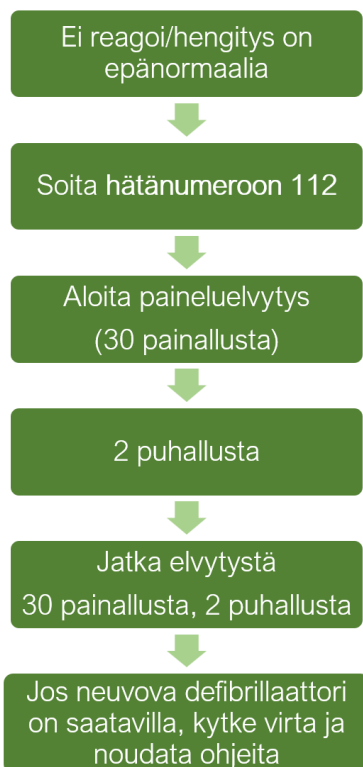 Ei reagoi/hengitys on
epänormaalia
Soita hätänumeroon 112
Aloita paineluelvytys
(30 painallusta)
2 puhallusta
Jatka elvytystä
30 painallusta, 2 puhallusta
Jos neuvova defibrillaattori
on saatavilla, kytke virta ja
noudata ohjeita